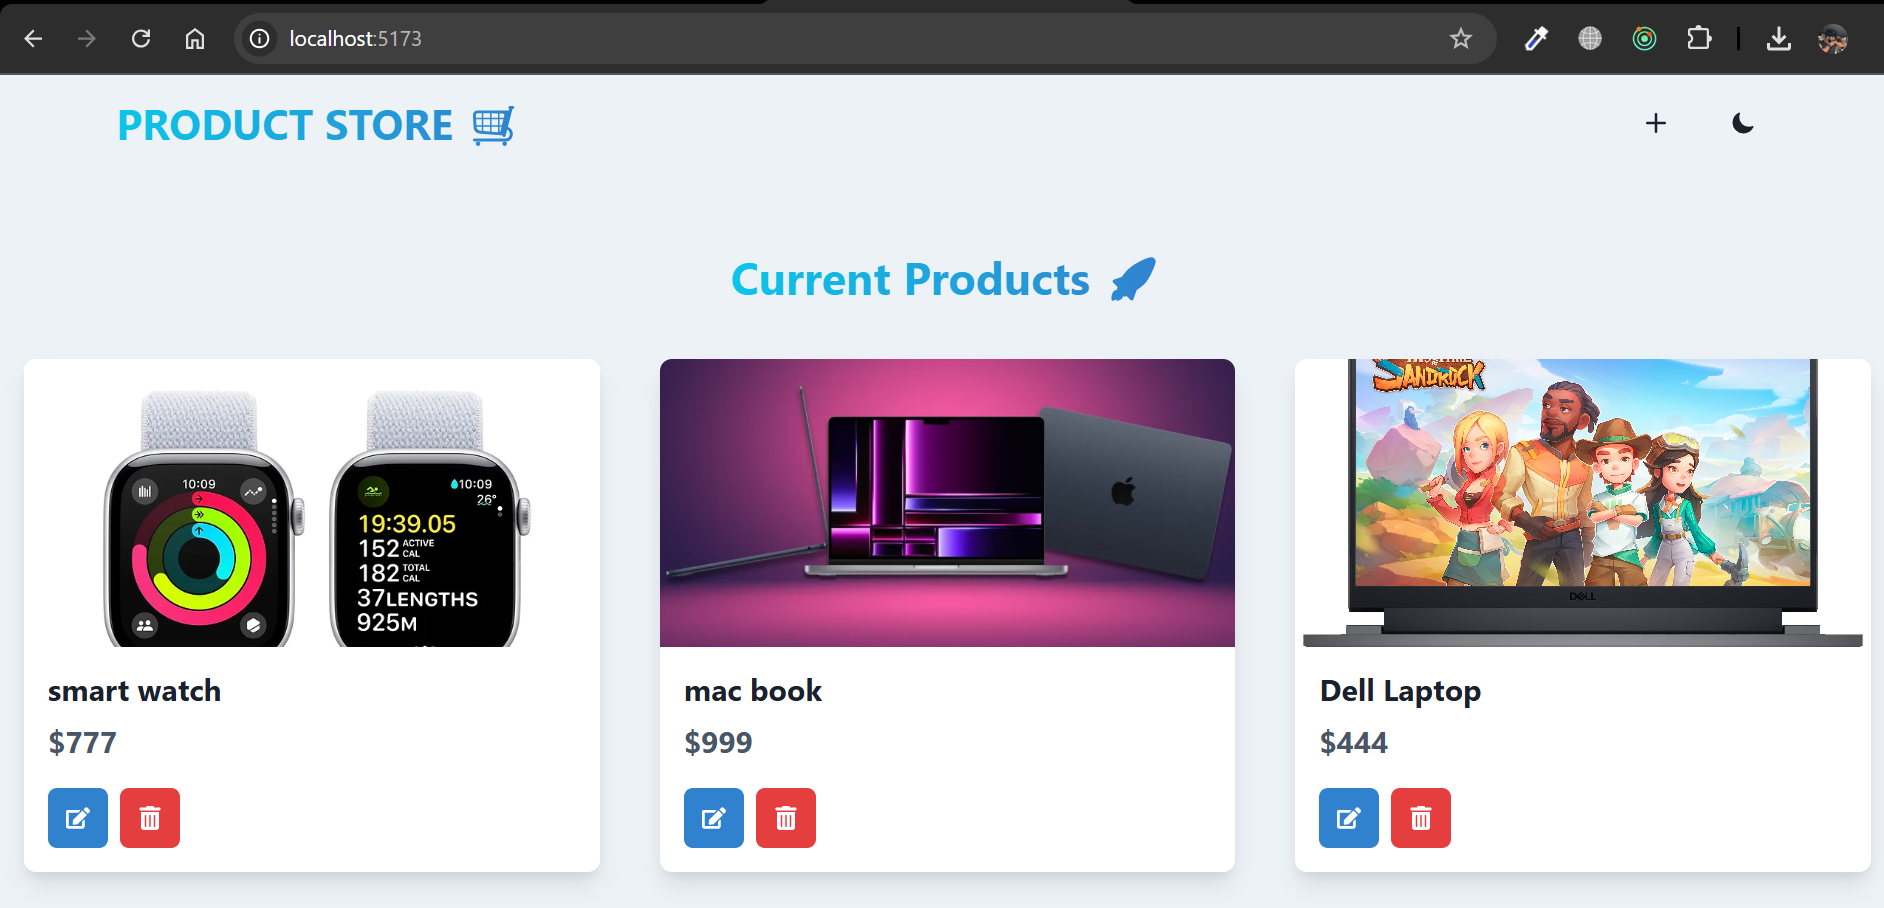 localhost:5173
PRODUCT STORE
Current Products
10:09
10:09
26°
19:39.05
152 ACTIVE CAL
182 TOTAL CAL
37LENGTHS
925M
SANDROCK
DELL
smart watch
$777
mac book
$999
Dell Laptop
$444